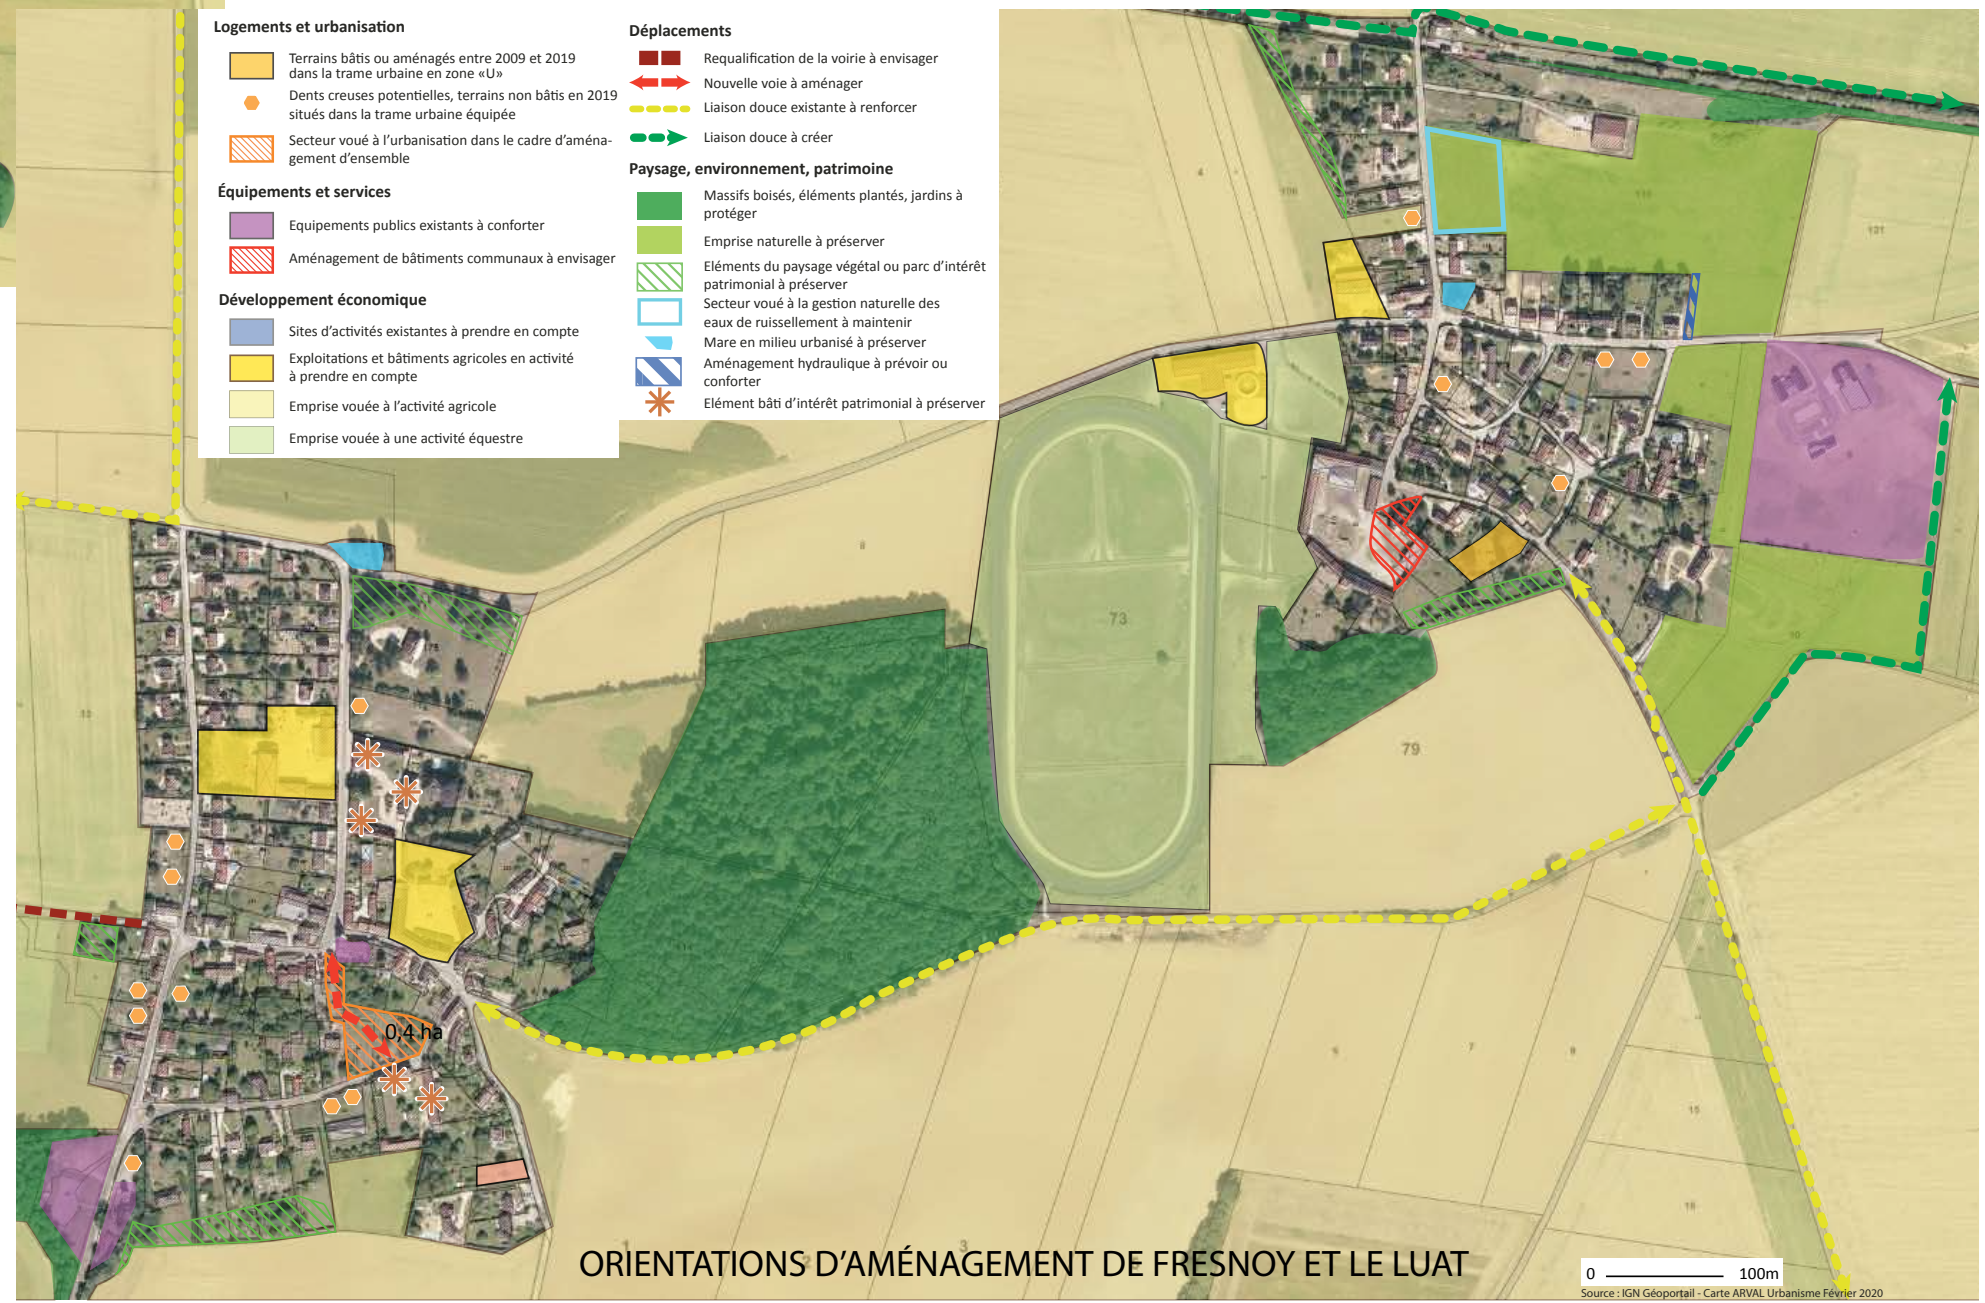 Logements et urbanisation
Terrains bâtis ou aménagés entre 2009 et 2019
dans la trame urbaine en zone «U»
Dents creuses potentielles, terrains non bâtis en 2019
situés dans la trame urbaine équipée
Secteur voué à l'urbanisation dans le cadre d'aména-
gement d'ensemble
Équipements et services
Equipements publics existants à conforter
Aménagement de bâtiments communaux à envisager
Développement économique
Sites d'activités existantes à prendre en compte
Exploitations et bâtiments agricoles en activité
à prendre en compte
Emprise vouée à l'activité agricole
Emprise vouée à une activité équestre
Déplacements
Requalification de la voirie à envisager
Nouvelle voie à aménager
Liaison douce existante à renforcer
Liaison douce à créer
Paysage, environnement, patrimoine
Massifs boisés, éléments plantés, jardins à
protéger
Emprise naturelle à préserver
Eléments du paysage végétal ou parc d'intérêt
patrimonial à préserver
Secteur voué à la gestion naturelle des
eaux de ruissellement à maintenir
Mare en milieu urbanisé à préserver
Aménagement hydraulique à prévoir ou
conforter
Elément bâti d'intérêt patrimonial à préserver
73
79
0,4 ha
15
ORIENTATIONS D'AMÉNAGEMENT DE FRESNOY ET LE LUAT
0 100m
Source : IGN Géoportail - Carte ARVAL Urbanisme Février 2020